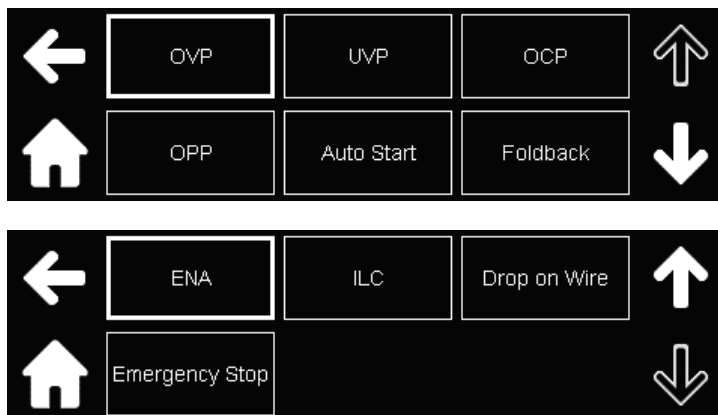 OVP UVP OCP
OPP Auto Start Foldback
ENA ILC Drop on Wire
Emergency Stop